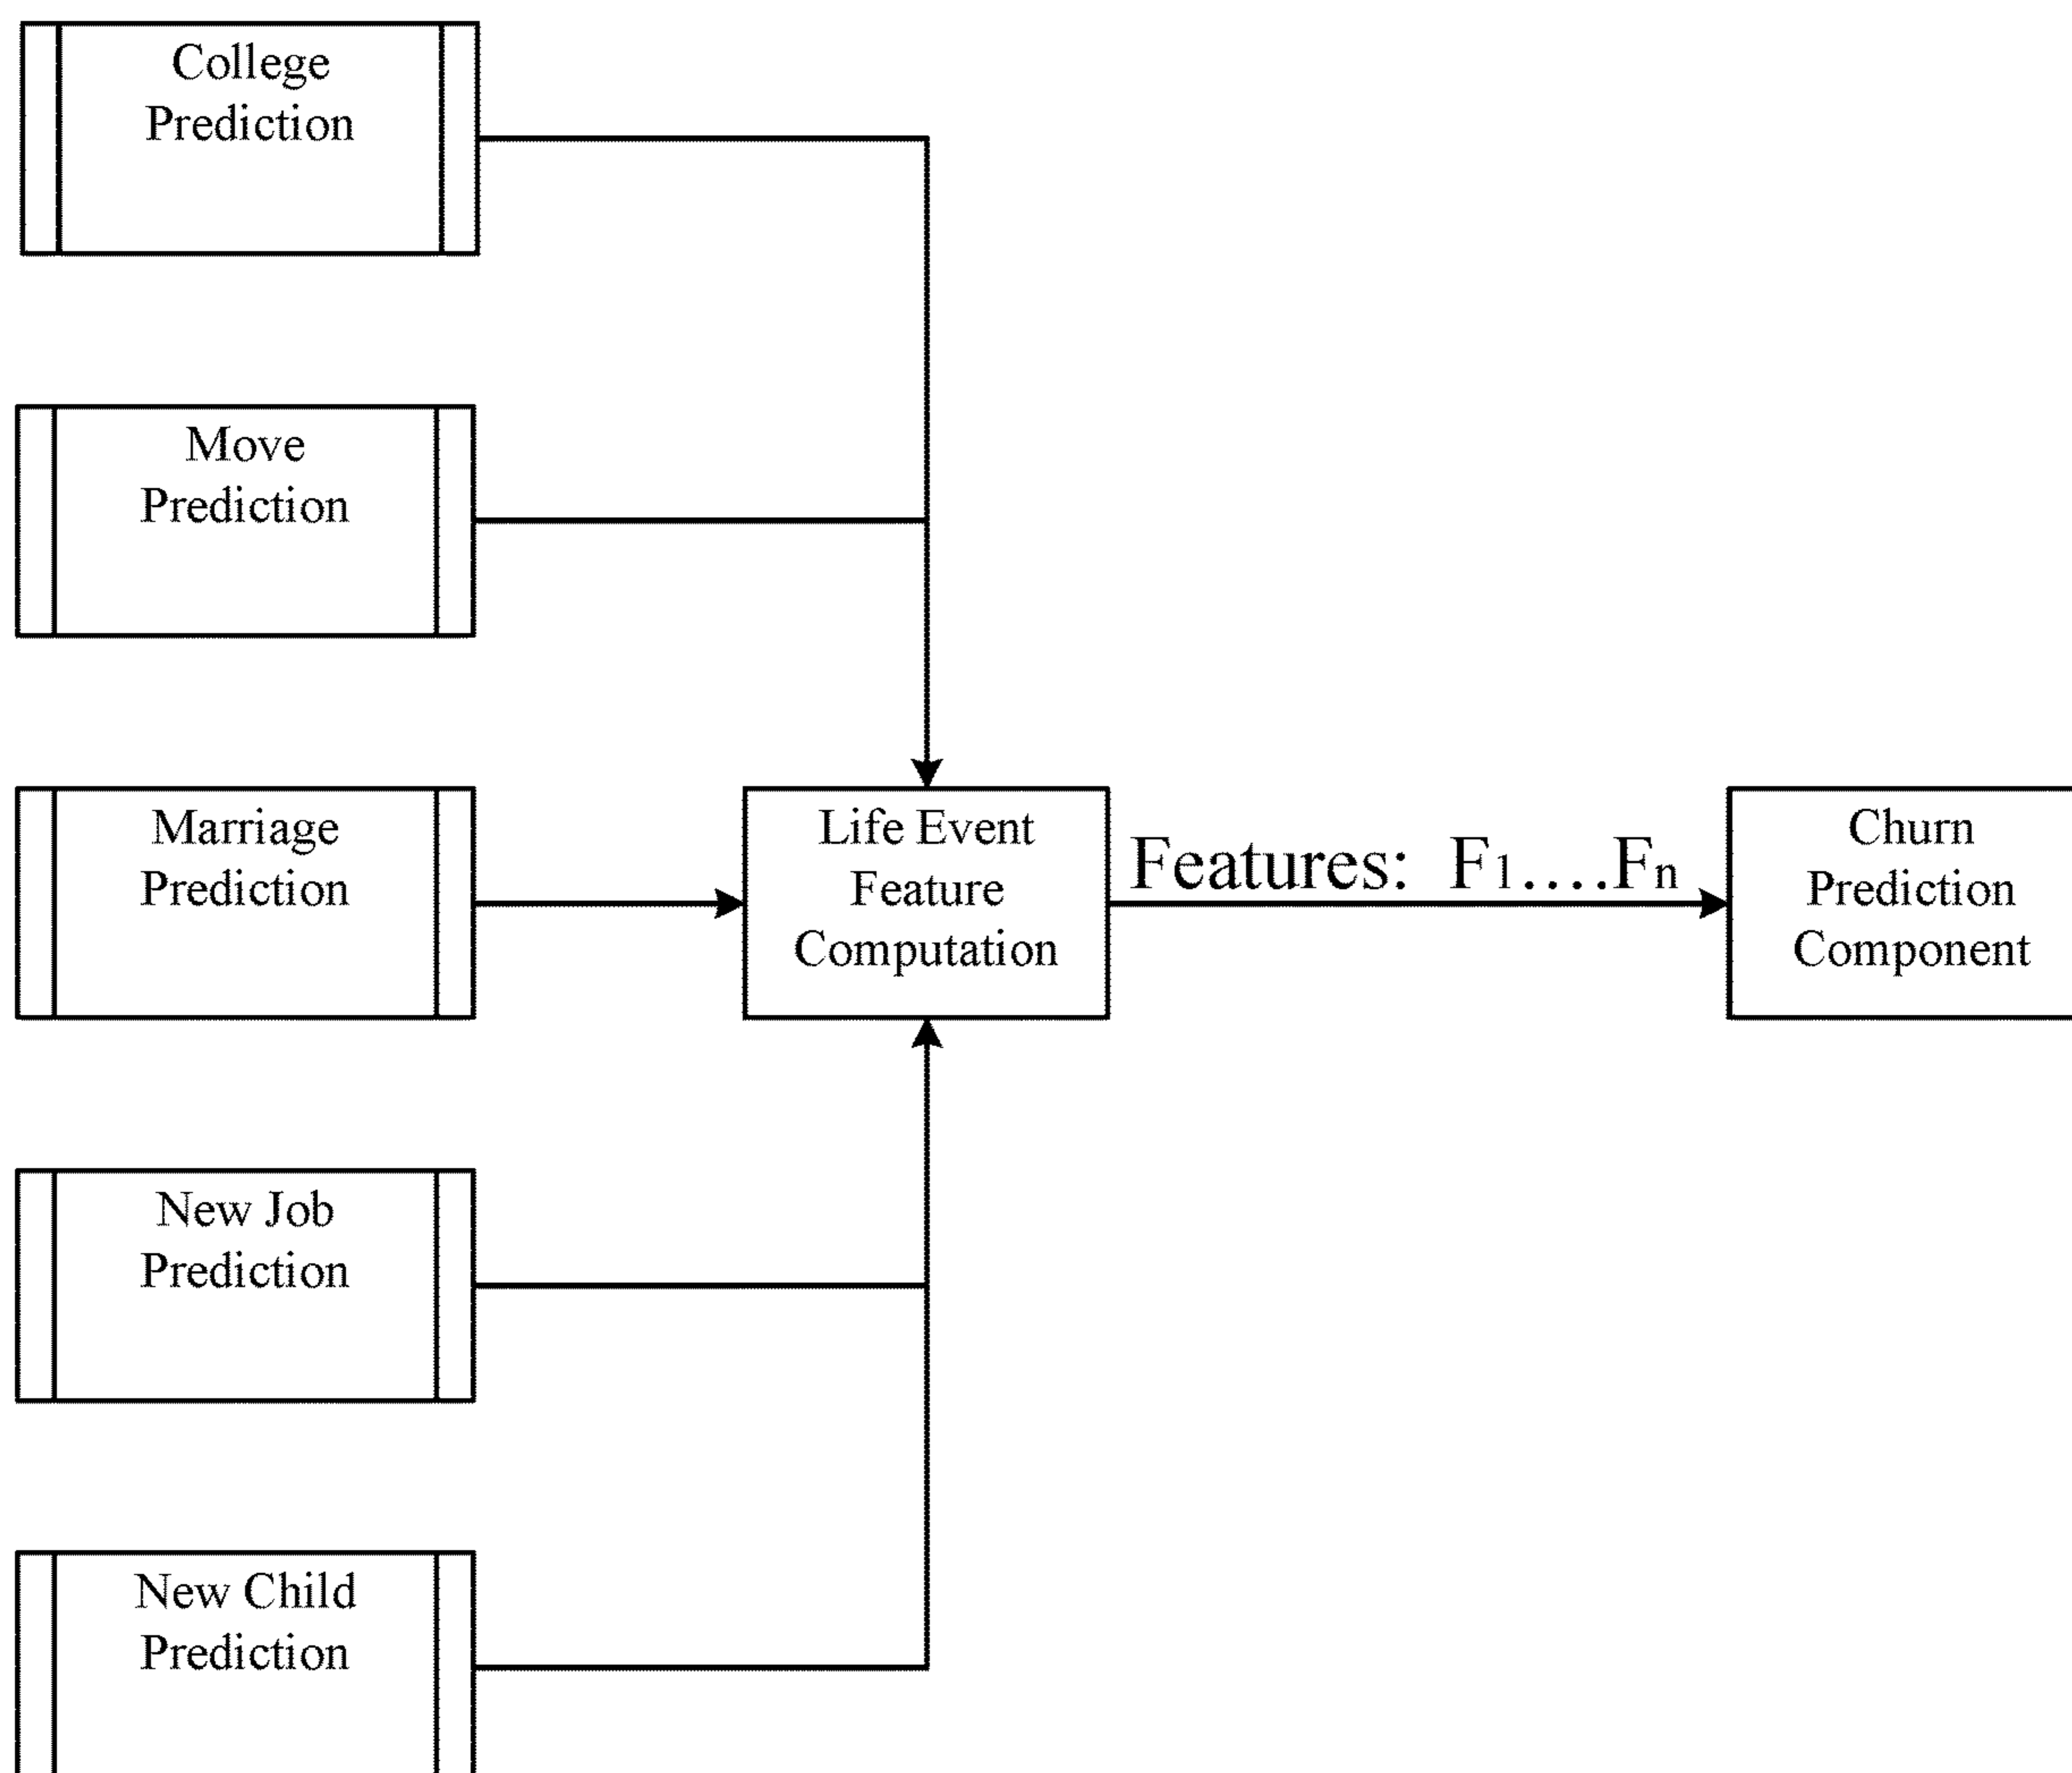 College
Prediction
Move
Prediction
Marriage
Prediction
Life Event
Feature
Computation
Features:  F1....Fn
Churn
Prediction
Component
New Job
Prediction
New Child
Prediction